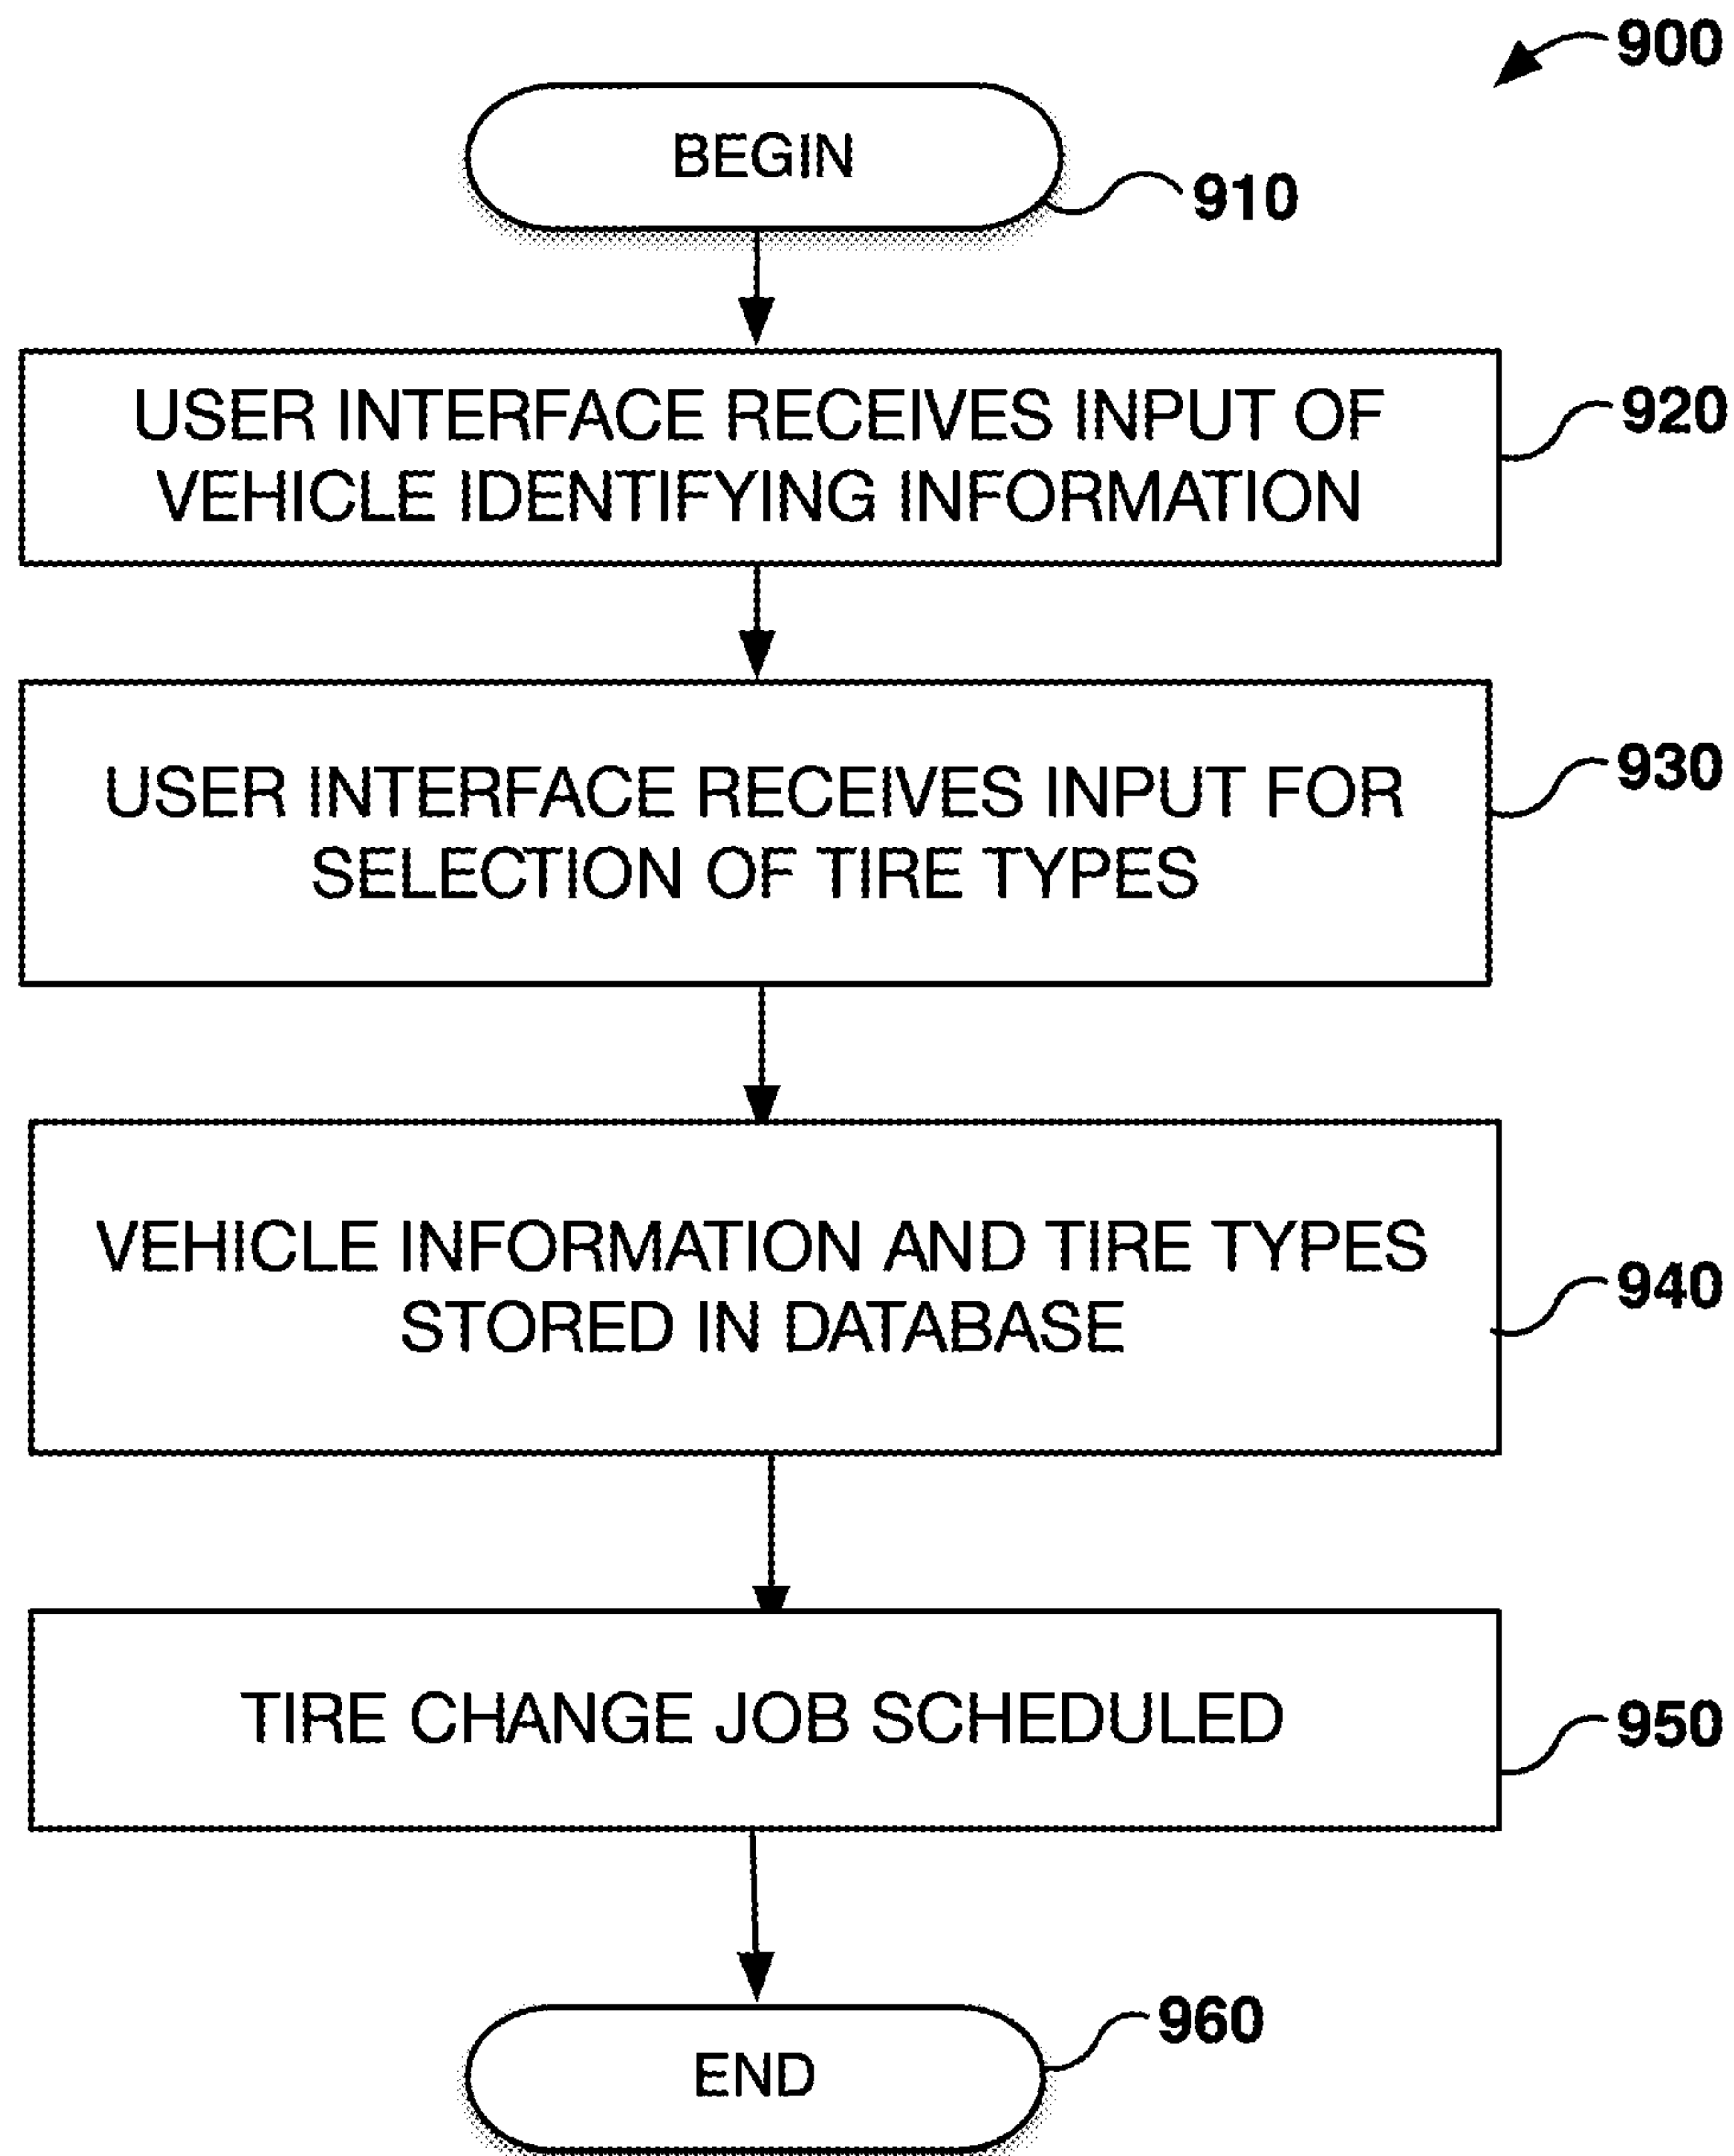 900
BEGIN
910
USER INTERFACE RECEIVES INPUT OF
VEHICLE IDENTIFYING INFORMATION
920
USER INTERFACE RECEIVES INPUT FOR
SELECTION OF TIRE TYPES
930
VEHICLE INFORMATION AND TIRE TYPES
STORED IN DATABASE
940
TIRE CHANGE JOB SCHEDULED
950
END
960